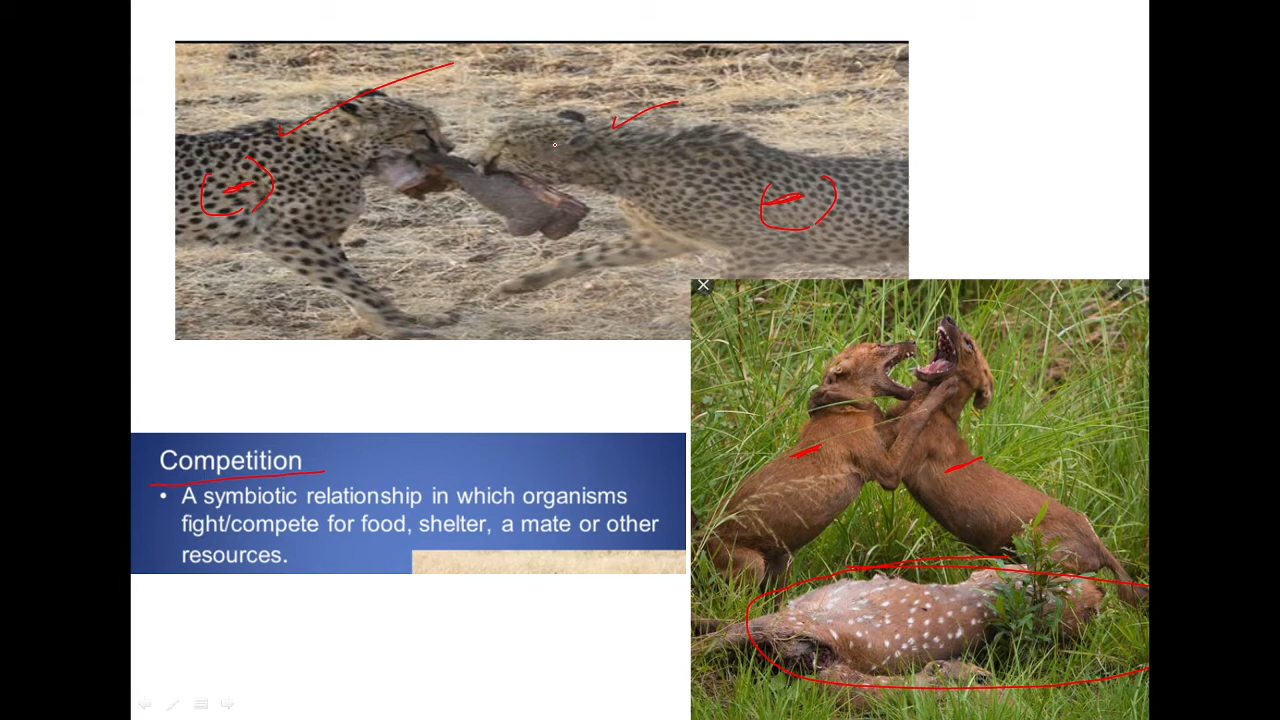 Competition
• A symbiotic relationship in which organisms
fight/compete for food, shelter, a mate or other
resources.